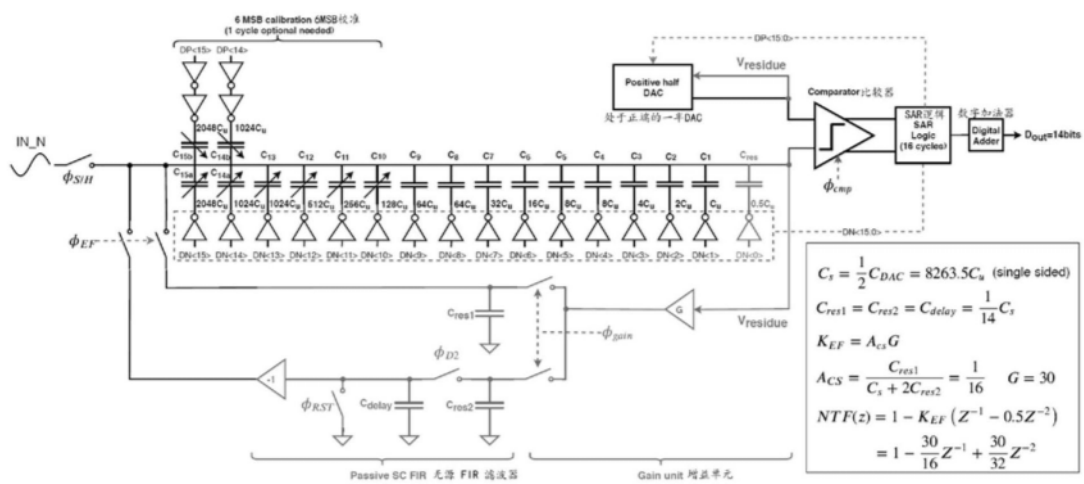 6 MSB calibration 6MSB校准
(1 cycle optional needed)
DP<15> DP<14>
DP<15:0>
Vresidue
Positive half
DAC
处于正端的一半DAC
Comparator比较器
SAR逻辑
SAR
Logic
(16 cycles)
数字加法器
Digital
Adder
Dout=14bits
IN_N
ϕS/H
2048Cu 1024Cu
C15b C14b C13 C12 C11 C10 C9 C8 C7 C6 C5 C4 C3 C2 C1 Cres
C15a C14a
ϕcmp
2048Cu 1024Cu 1024Cu 512Cu 256Cu 128Cu 64Cu 64Cu 32Cu 16Cu 8Cu 8Cu 4Cu 2Cu Cu 0.5Cu
ϕEF
DN<15> DN<14> DN<13> DN<12> DN<11> DN<10> DN<9> DN<8> DN<7> DN<6> DN<5> DN<4> DN<3> DN<2> DN<1> DN<0>
DN<15:0>
Cres1
G
Vresidue
ϕgain
ϕD2
-1
ϕRST
Cdelay
Cres2
Passive SC FIR 无源 FIR 滤波器
Gain unit 增益单元
Cs = 1/2 CDAC = 8263.5Cu (single sided)
Cres1 = Cres2 = Cdelay = 1/14 Cs
KEF = AcsG
ACS = Cres1/(Cs + 2Cres2) = 1/16 G = 30
NTF(z) = 1 − KEF (Z⁻¹ − 0.5Z⁻²)
= 1 − 30/16 Z⁻¹ + 30/32 Z⁻²